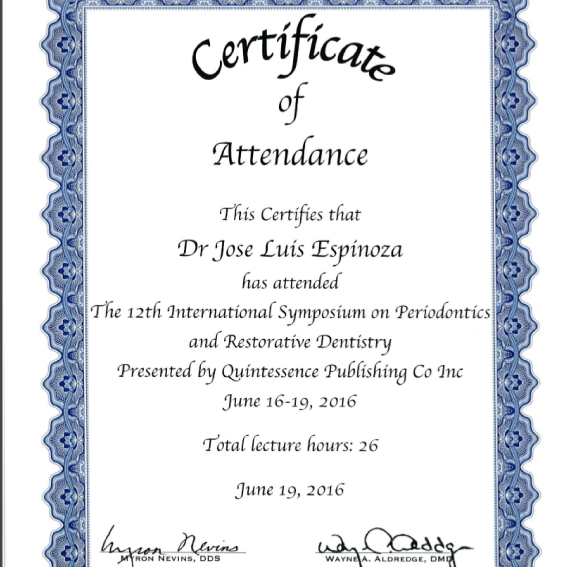 Certificate
of
Attendance
This Certifies that
Dr Jose Luis Espinoza
has attended
The 12th International Symposium on Periodontics
and Restorative Dentistry
Presented by Quintessence Publishing Co Inc
June 16-19, 2016
Total lecture hours: 26
June 19, 2016
Myron Nevins
MYRON NEVINS, DDS
WAYNE A. ALDREDGE, DMD